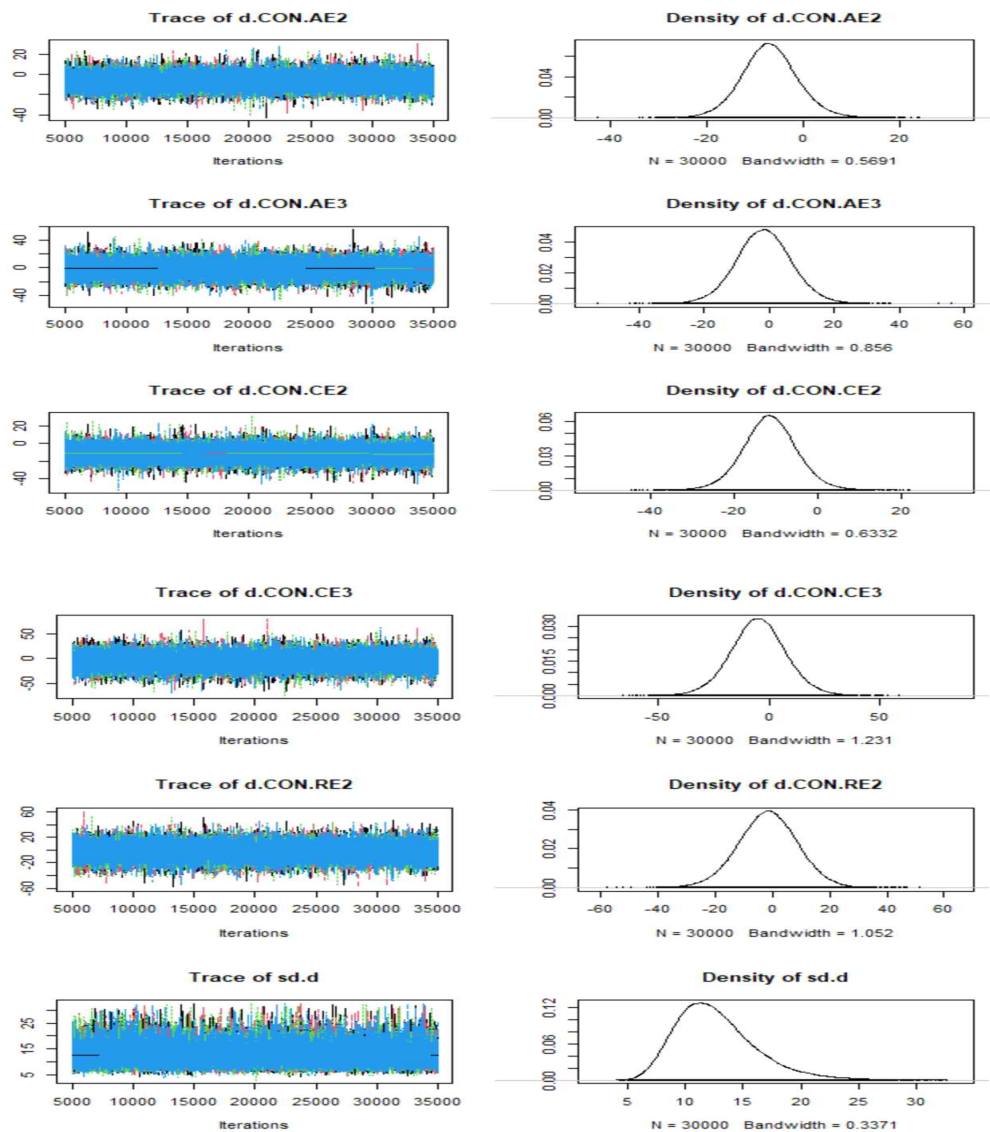 Trace of d.CON.AE2
20
0
-40
5000 10000 15000 20000 25000 30000 35000
Iterations
Density of d.CON.AE2
0.04
0.00
-40 -20 0 20
N = 30000 Bandwidth = 0.5691
Trace of d.CON.AE3
40
0
-40
5000 10000 15000 20000 25000 30000 35000
Iterations
Density of d.CON.AE3
0.04
0.02
0.00
-40 -20 0 20 40 60
N = 30000 Bandwidth = 0.856
Trace of d.CON.CE2
20
0
-40
5000 10000 15000 20000 25000 30000 35000
Iterations
Density of d.CON.CE2
0.06
0.03
0.00
-40 -20 0 20
N = 30000 Bandwidth = 0.6332
Trace of d.CON.CE3
50
0
-50
5000 10000 15000 20000 25000 30000 35000
Iterations
Density of d.CON.CE3
0.030
0.015
0.000
-50 0 50
N = 30000 Bandwidth = 1.231
Trace of d.CON.RE2
60
20
-20
-60
5000 10000 15000 20000 25000 30000 35000
Iterations
Density of d.CON.RE2
0.04
0.02
0.00
-60 -40 -20 0 20 40 60
N = 30000 Bandwidth = 1.052
Trace of sd.d
25
15
5
5000 10000 15000 20000 25000 30000 35000
Iterations
Density of sd.d
0.12
0.06
0.00
5 10 15 20 25 30
N = 30000 Bandwidth = 0.3371